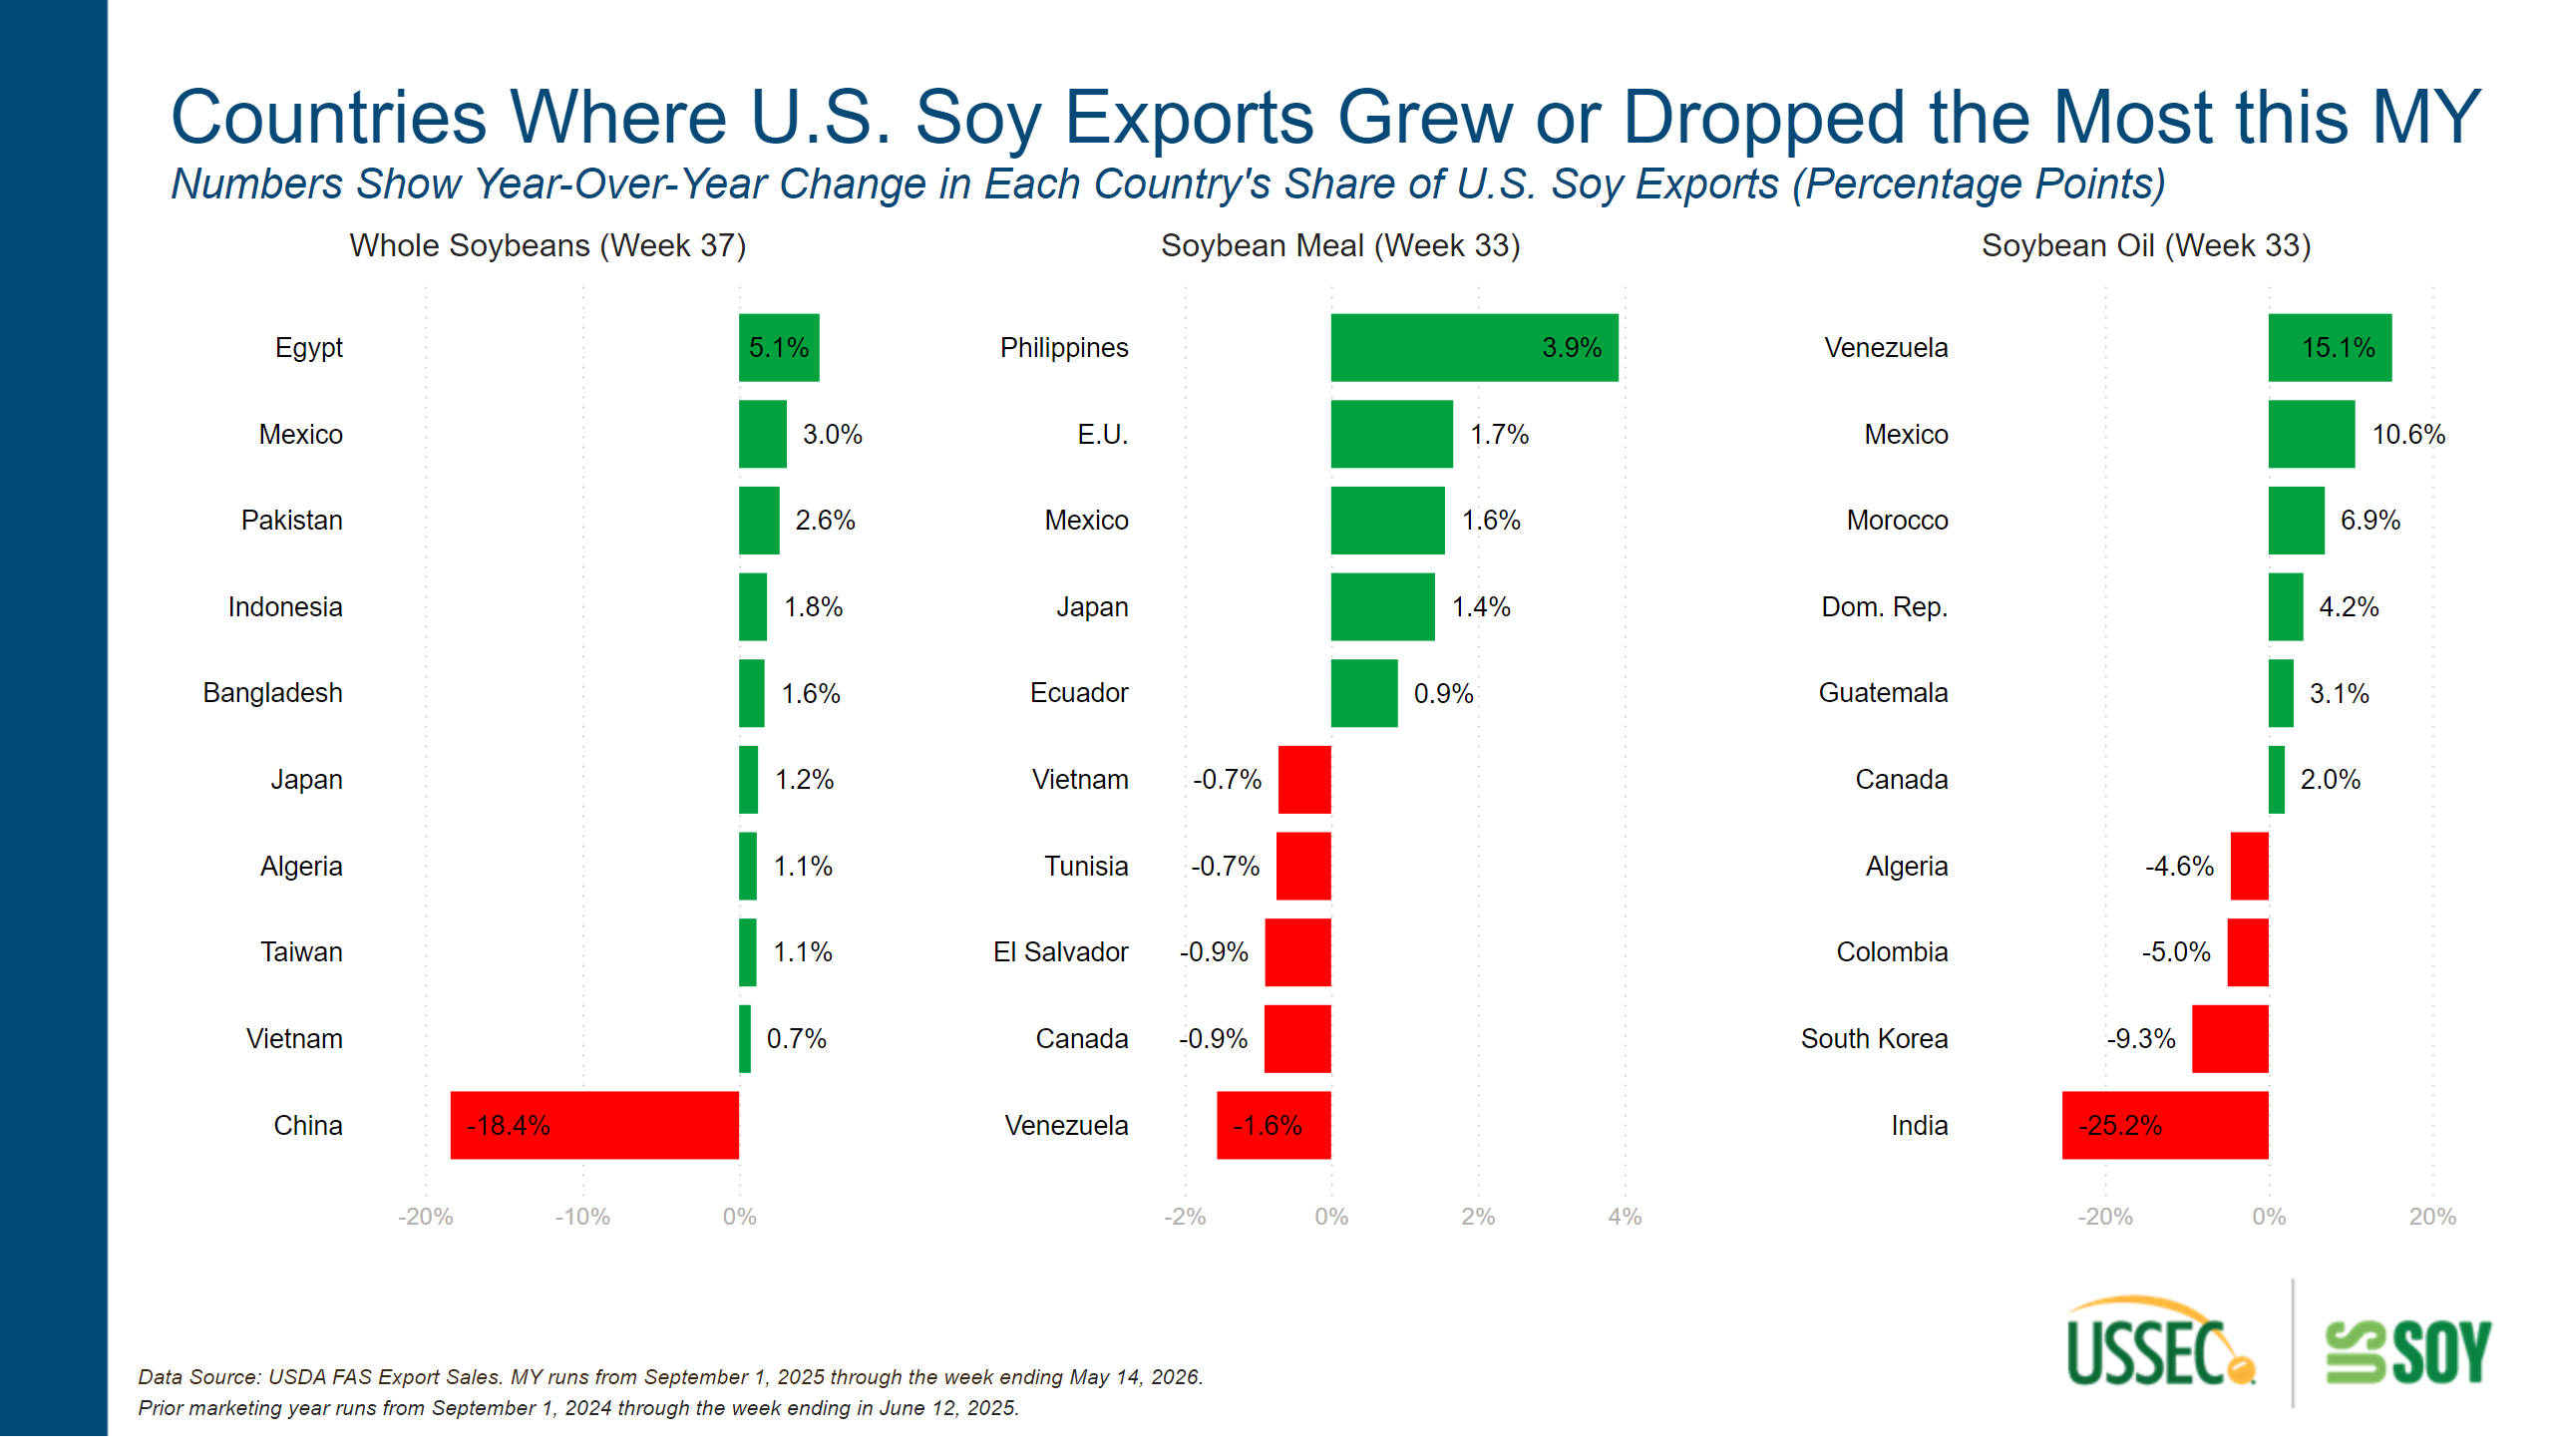 Countries Where U.S. Soy Exports Grew or Dropped the Most this MY
Numbers Show Year-Over-Year Change in Each Country's Share of U.S. Soy Exports (Percentage Points)
Whole Soybeans (Week 37)
Egypt 5.1%
Mexico 3.0%
Pakistan 2.6%
Indonesia 1.8%
Bangladesh 1.6%
Japan 1.2%
Algeria 1.1%
Taiwan 1.1%
Vietnam 0.7%
China -18.4%
-20% -10% 0%
Soybean Meal (Week 33)
Philippines 3.9%
E.U. 1.7%
Mexico 1.6%
Japan 1.4%
Ecuador 0.9%
Vietnam -0.7%
Tunisia -0.7%
El Salvador -0.9%
Canada -0.9%
Venezuela -1.6%
-2% 0% 2% 4%
Soybean Oil (Week 33)
Venezuela 15.1%
Mexico 10.6%
Morocco 6.9%
Dom. Rep. 4.2%
Guatemala 3.1%
Canada 2.0%
Algeria -4.6%
Colombia -5.0%
South Korea -9.3%
India -25.2%
-20% 0% 20%
Data Source: USDA FAS Export Sales. MY runs from September 1, 2025 through the week ending May 14, 2026.
Prior marketing year runs from September 1, 2024 through the week ending in June 12, 2025.
USSEC
US SOY